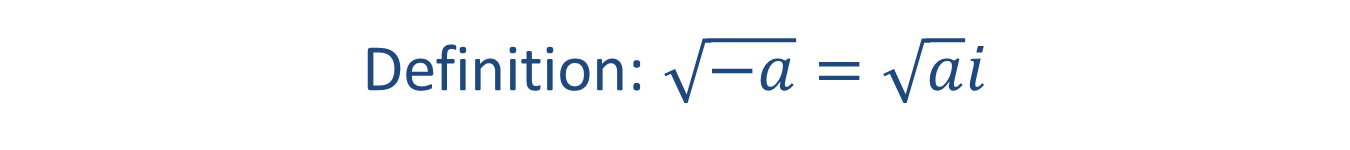 Definition: √−a = √a i